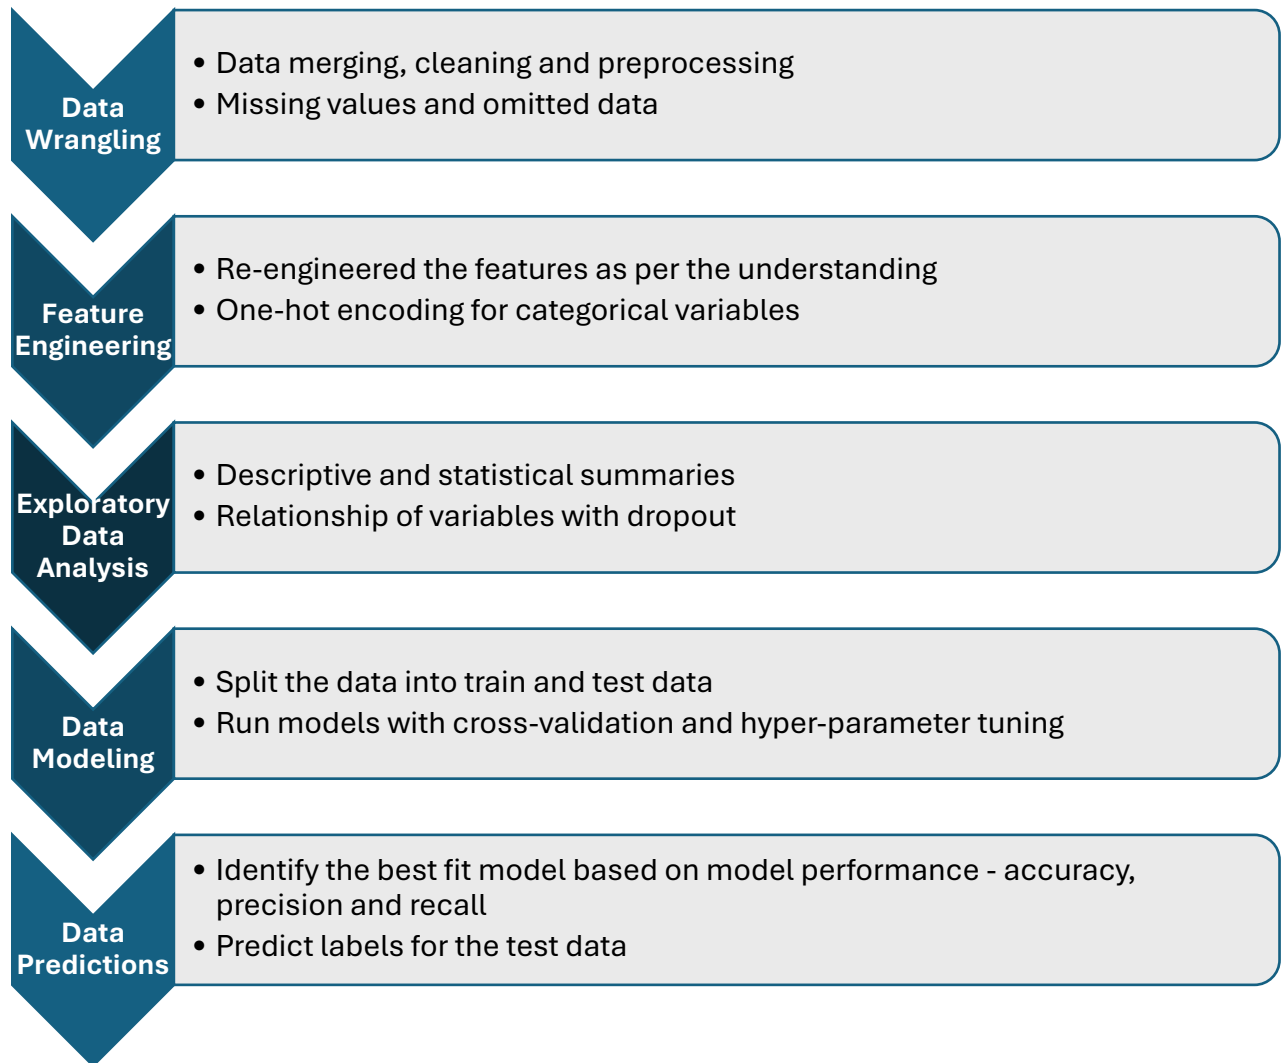 Data
Wrangling
• Data merging, cleaning and preprocessing
• Missing values and omitted data
Feature
Engineering
• Re-engineered the features as per the understanding
• One-hot encoding for categorical variables
Exploratory
Data
Analysis
• Descriptive and statistical summaries
• Relationship of variables with dropout
Data
Modeling
• Split the data into train and test data
• Run models with cross-validation and hyper-parameter tuning
Data
Predictions
• Identify the best fit model based on model performance - accuracy,
precision and recall
• Predict labels for the test data